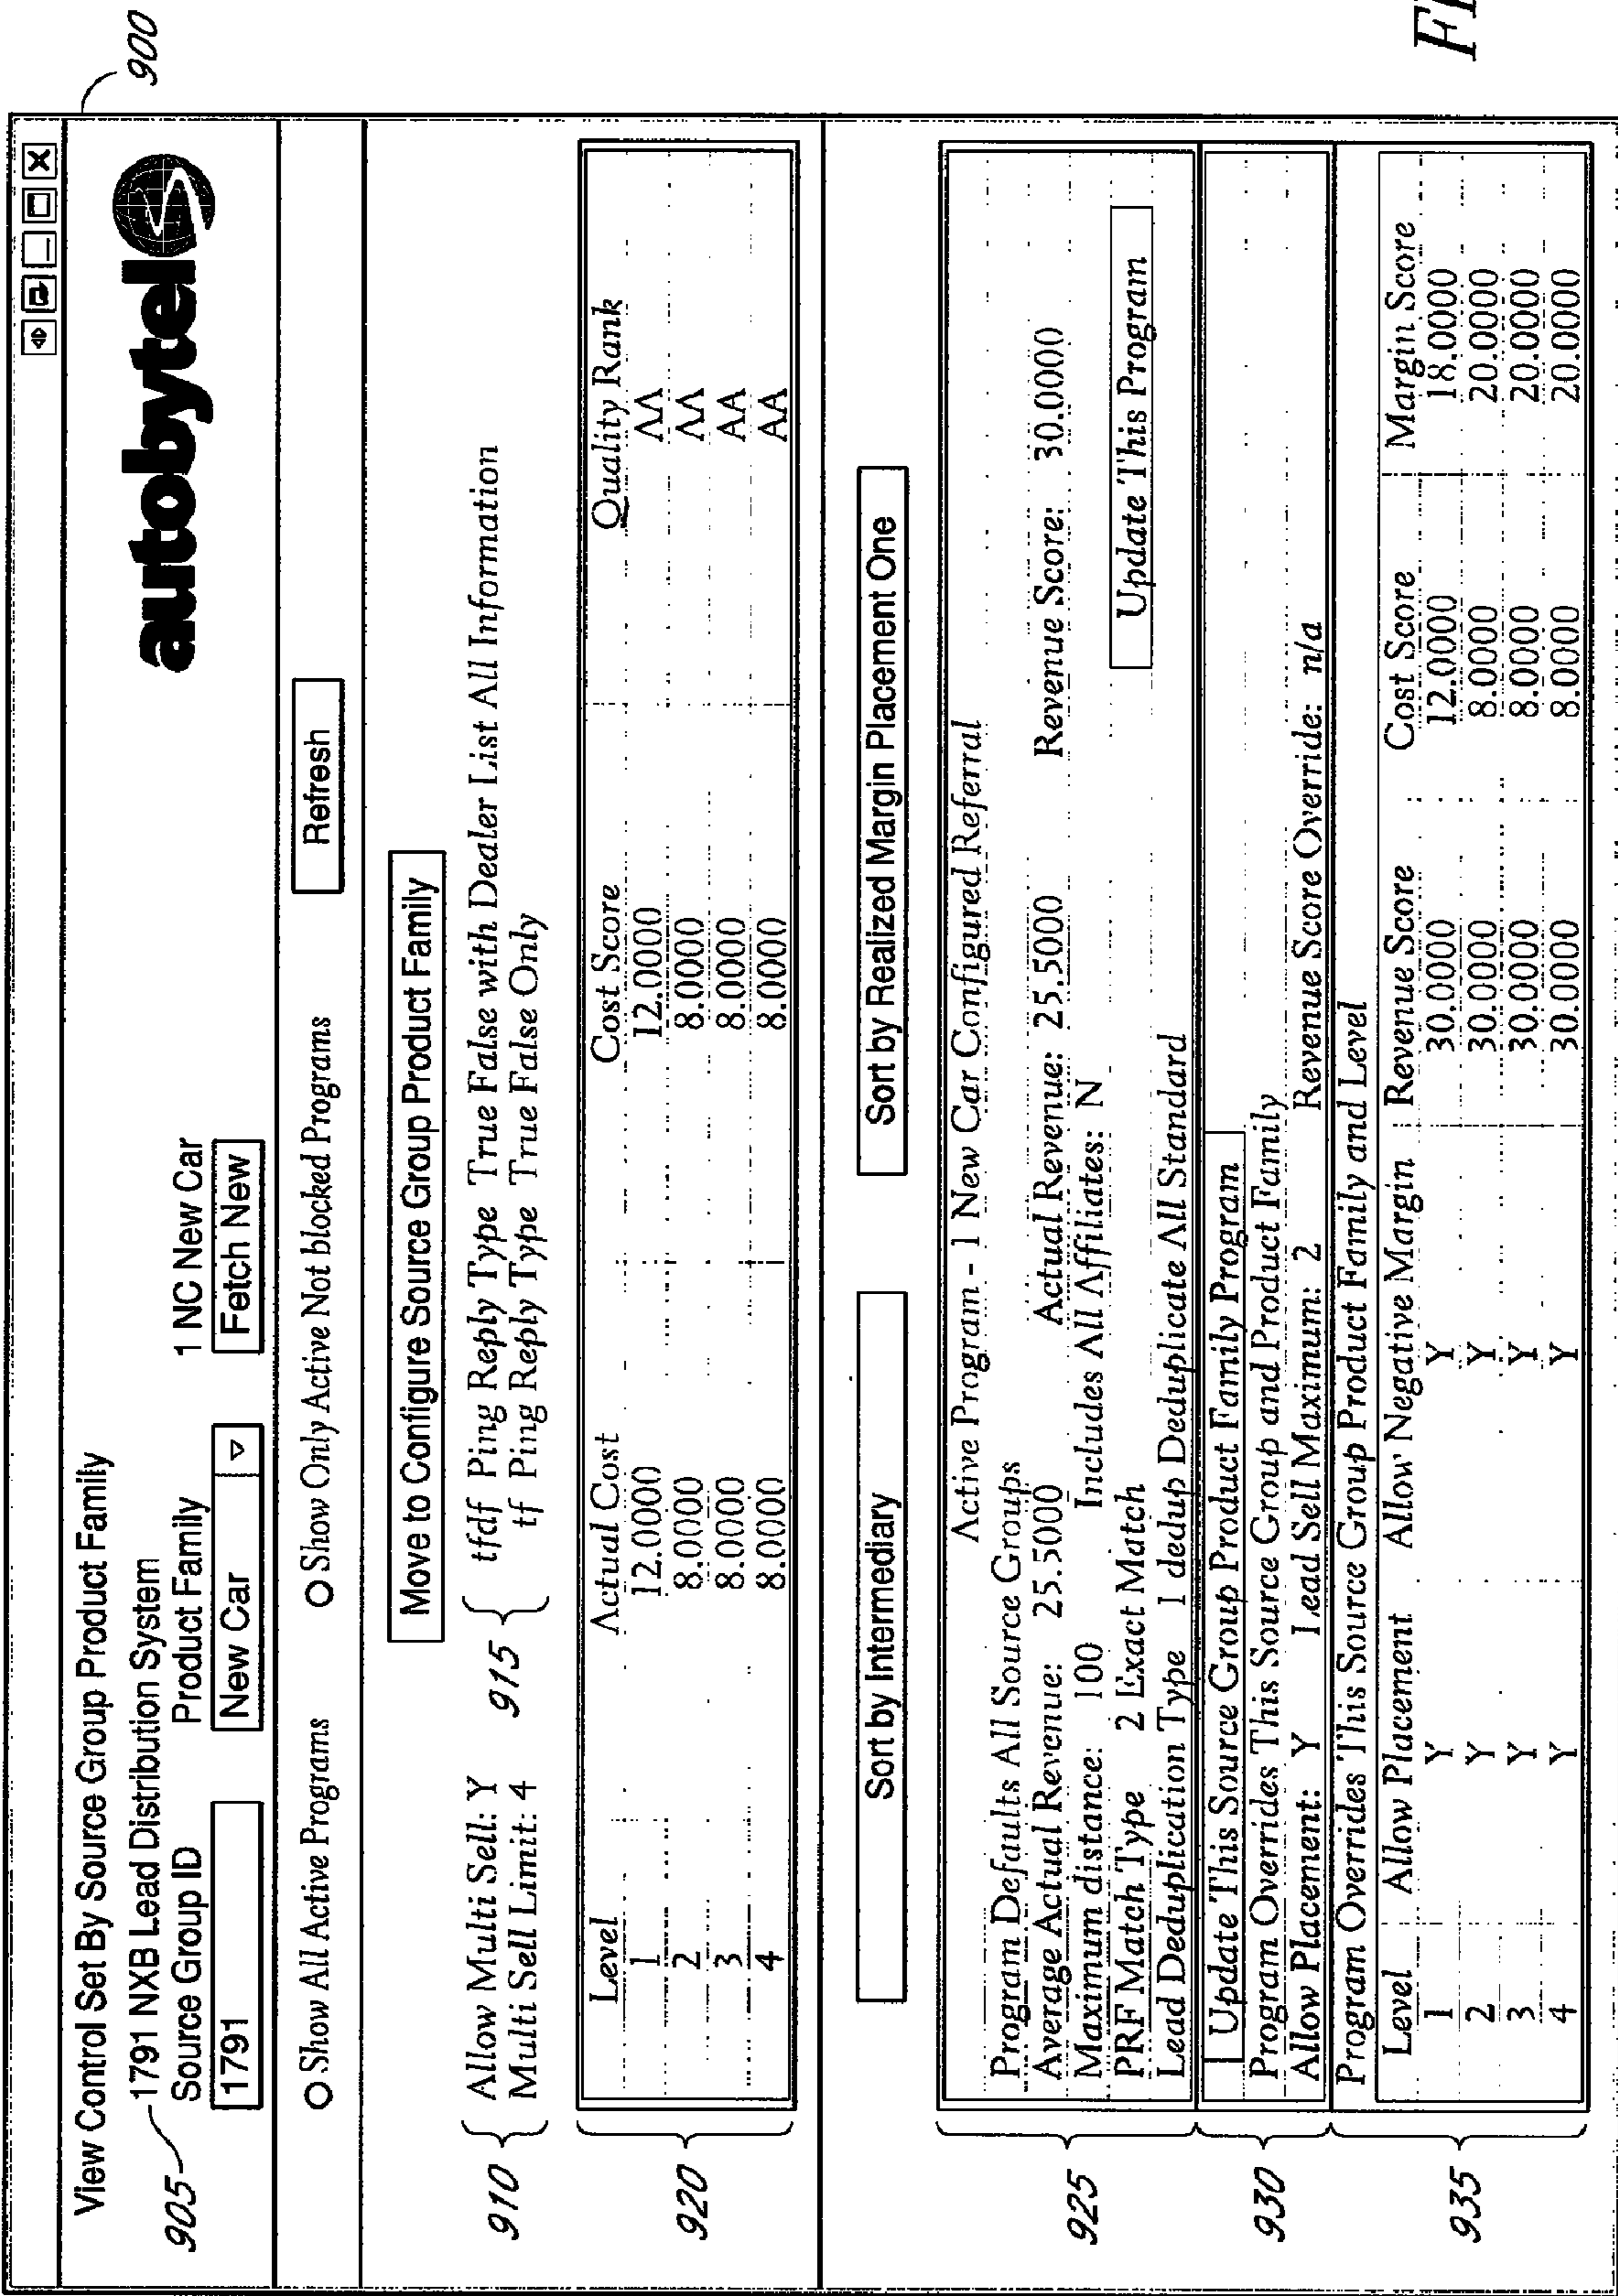 900
View Control Set By Source Group Product Family
autobytel
905 1791 NXB Lead Distribution System
Source Group ID Product Family 1 NC New Car
1791 New Car Fetch New
Show All Active Programs Show Only Active Not blocked Programs Refresh
Move to Configure Source Group Product Family
910 Allow Multi Sell: Y 915 tfdf Ping Reply Type True False with Dealer List All Information
Multi Sell Limit: 4 tf Ping Reply Type True False Only
920
Level Actual Cost Cost Score Quality Rank
1 12.0000 12.0000 AA
2 8.0000 8.0000 AA
3 8.0000 8.0000 AA
4 8.0000 8.0000 AA
Sort by Intermediary Sort by Realized Margin Placement One
925
Active Program - 1 New Car Configured Referral
Program Defaults All Source Groups
Average Actual Revenue: 25.5000 Actual Revenue: 25.5000 Revenue Score: 30.0000
Maximum distance: 100 Includes All Affiliates: N
PRF Match Type 2 Exact Match Update This Program
Lead Deduplication Type 1 dedup Deduplicate All Standard
930
Update This Source Group Product Family Program
Program Overrides This Source Group and Product Family
Allow Placement: Y Lead Sell Maximum: 2 Revenue Score Override: n/a
935
Program Overrides This Source Group Product Family and Level
Level Allow Placement Allow Negative Margin Revenue Score Cost Score Margin Score
1 Y Y 30.0000 12.0000 18.0000
2 Y Y 30.0000 8.0000 20.0000
3 Y Y 30.0000 8.0000 20.0000
4 Y Y 30.0000 8.0000 20.0000